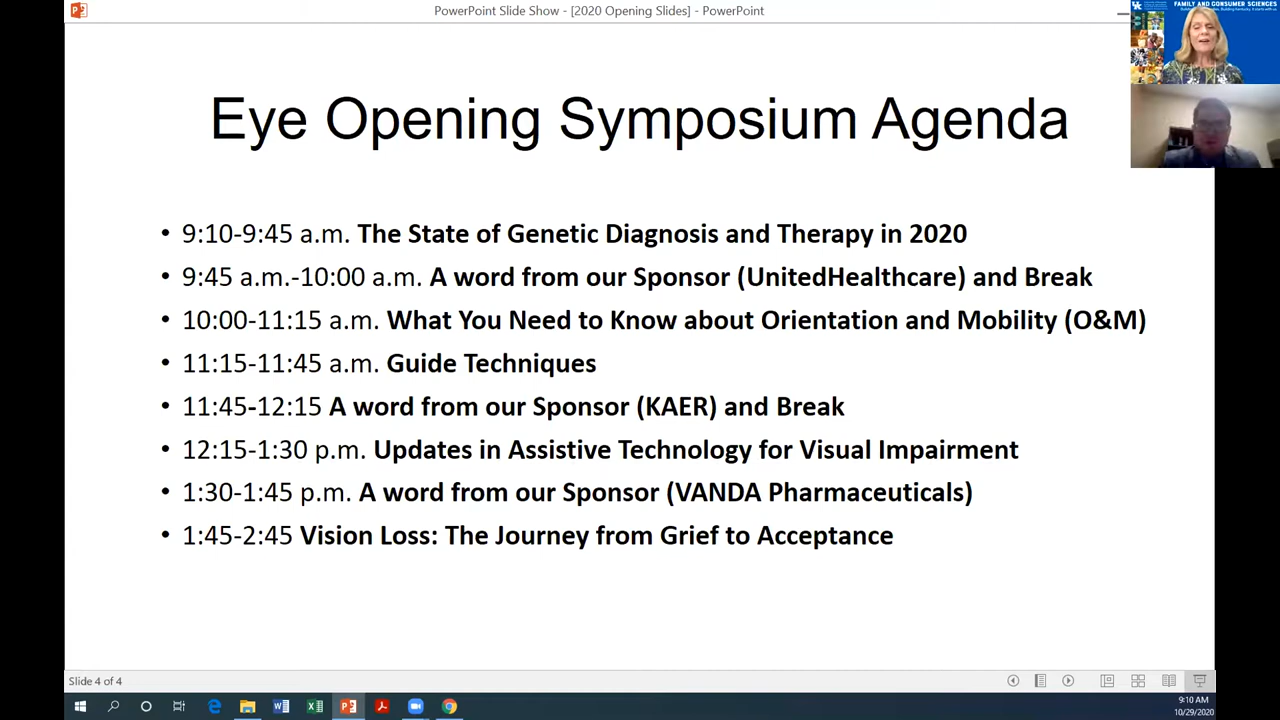 PowerPoint Slide Show - [2020 Opening Slides] - PowerPoint
FAMILY AND CONSUMER SCIENCES
Eye Opening Symposium Agenda
• 9:10-9:45 a.m. The State of Genetic Diagnosis and Therapy in 2020
• 9:45 a.m.-10:00 a.m. A word from our Sponsor (UnitedHealthcare) and Break
• 10:00-11:15 a.m. What You Need to Know about Orientation and Mobility (O&M)
• 11:15-11:45 a.m. Guide Techniques
• 11:45-12:15 A word from our Sponsor (KAER) and Break
• 12:15-1:30 p.m. Updates in Assistive Technology for Visual Impairment
• 1:30-1:45 p.m. A word from our Sponsor (VANDA Pharmaceuticals)
• 1:45-2:45 Vision Loss: The Journey from Grief to Acceptance
Slide 4 of 4
9:10 AM
10/29/2020